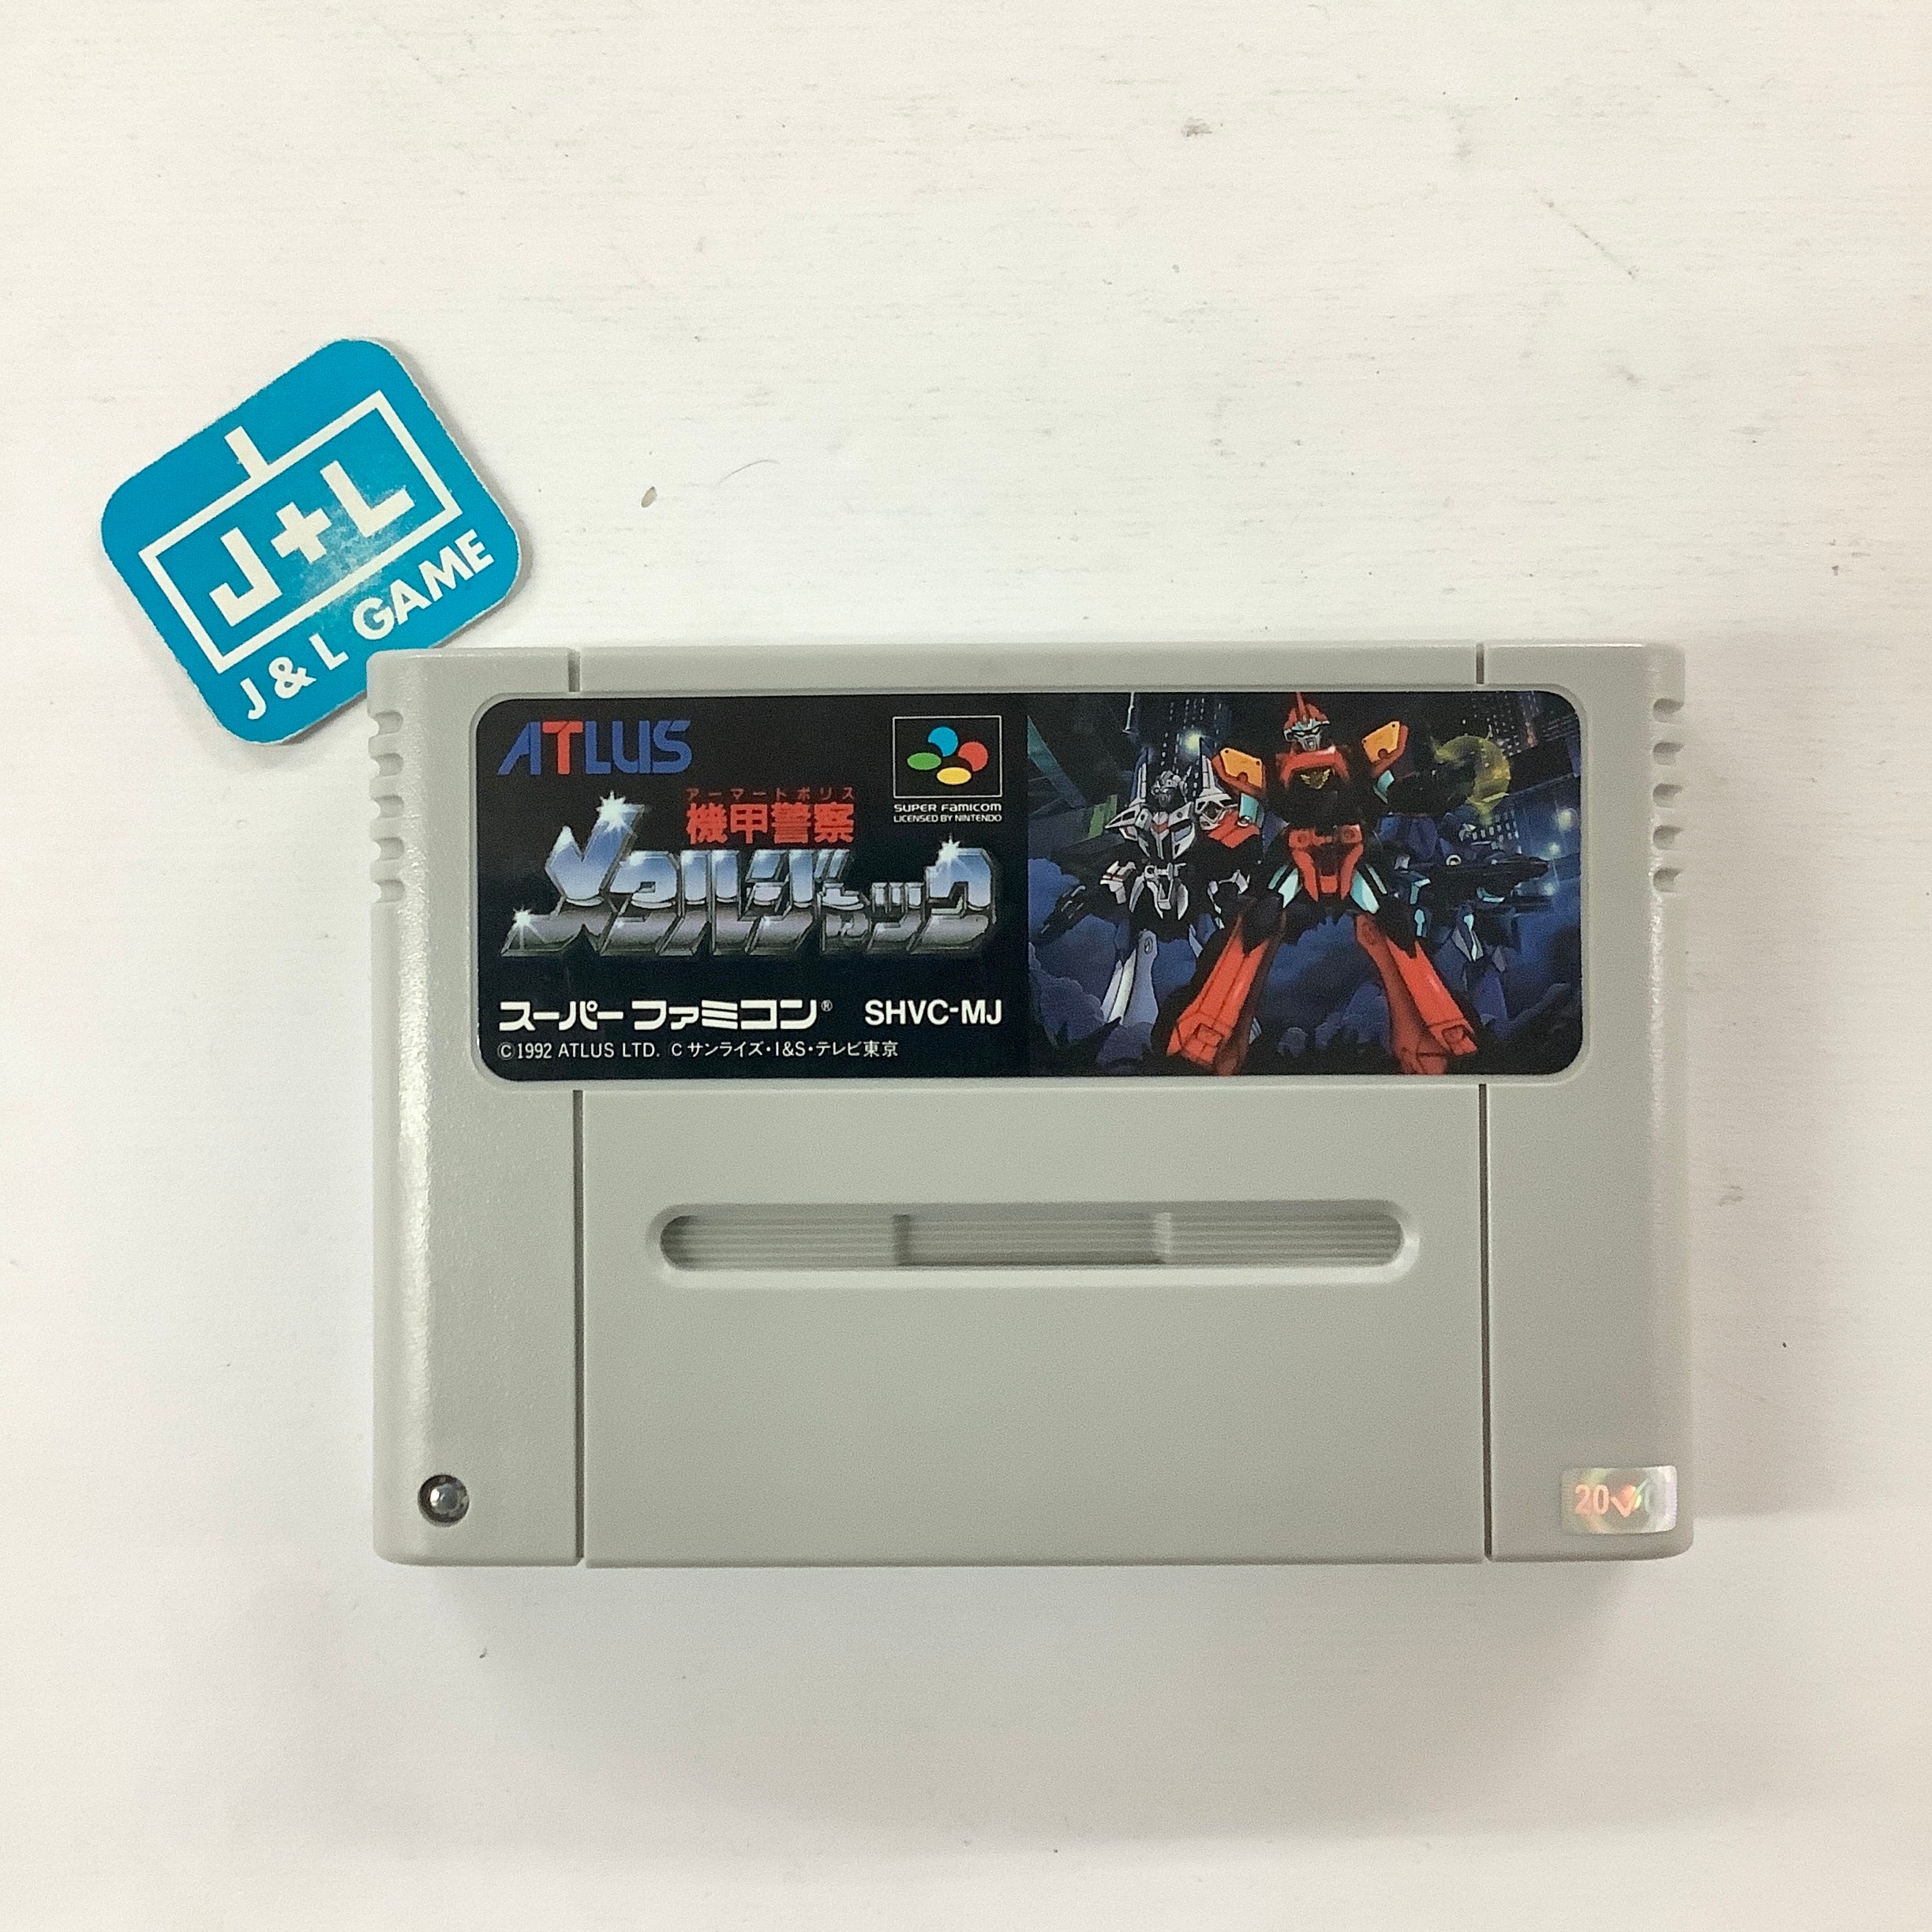 J+L
J & L GAME
ATLUS
SUPER FAMICOM
LICENSED BY NINTENDO
アーマードポリス
機甲警察
メタルジャック
スーパーファミコン® SHVC-MJ
©1992 ATLUS LTD. C サンライズ・I&S・テレビ東京
20